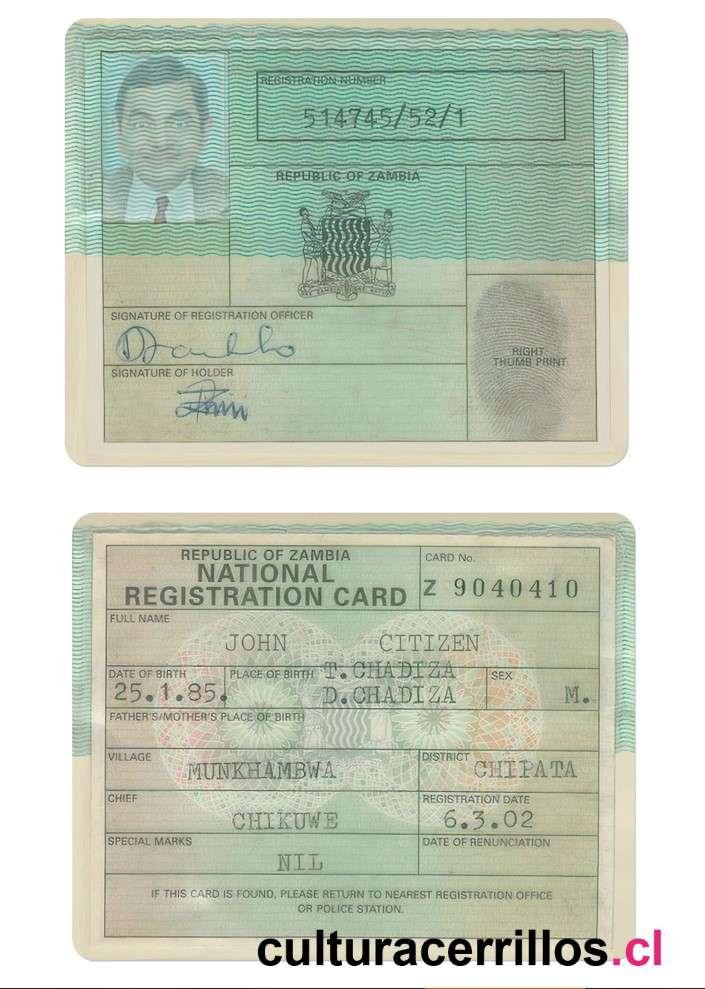 REGISTRATION NUMBER
514745/52/1
REPUBLIC OF ZAMBIA
SIGNATURE OF REGISTRATION OFFICER
SIGNATURE OF HOLDER
RIGHT
THUMB PRINT
REPUBLIC OF ZAMBIA
NATIONAL
REGISTRATION CARD
CARD No.
Z 9040410
FULL NAME
JOHN CITIZEN
DATE OF BIRTH
25.1.85.
PLACE OF BIRTH
T.CHADIZA
D.CHADIZA
SEX
M.
FATHER'S/MOTHER'S PLACE OF BIRTH
VILLAGE
MUNKHAMBWA
DISTRICT
CHIPATA
CHIEF
CHIKUWE
REGISTRATION DATE
6.3.02
SPECIAL MARKS
NIL
DATE OF RENUNCIATION
IF THIS CARD IS FOUND, PLEASE RETURN TO NEAREST REGISTRATION OFFICE
OR POLICE STATION.
culturacerrillos.cl